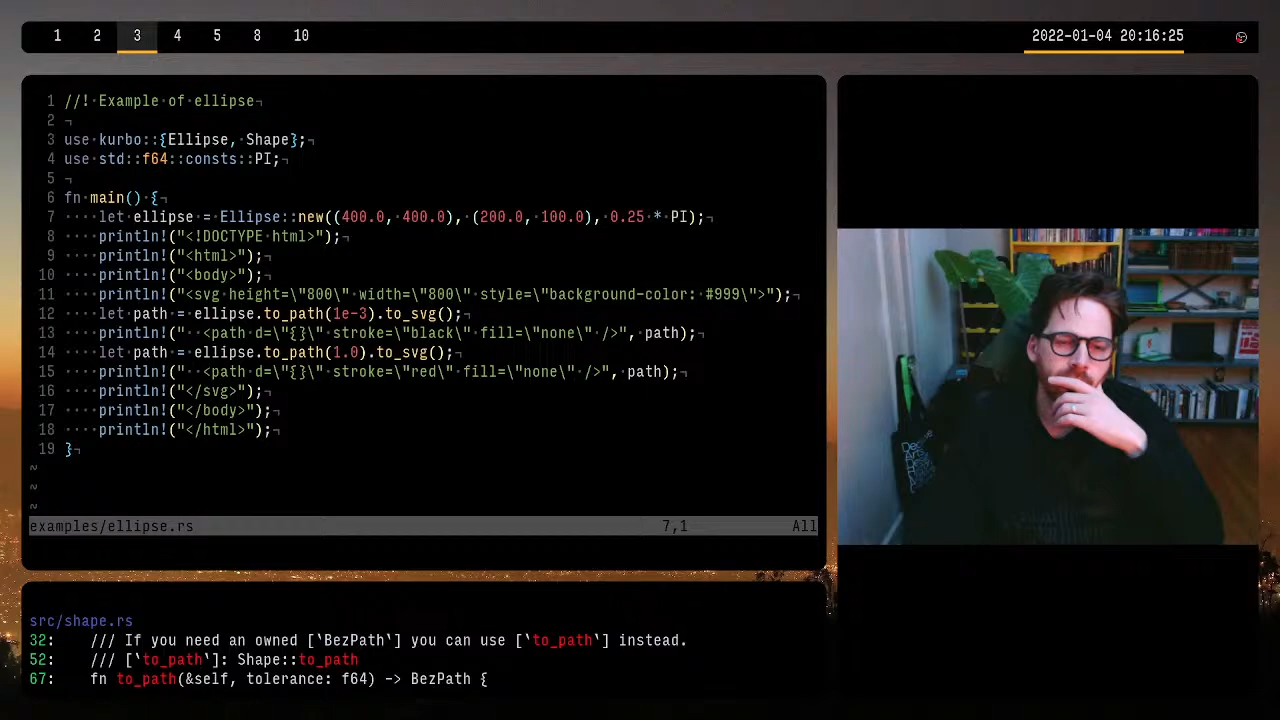 1 2 3 4 5 8 10
2022-01-04 20:16:25
1 //! Example of ellipse
2
3 use kurbo::{Ellipse, Shape};
4 use std::f64::consts::PI;
5
6 fn main() {
7 let ellipse = Ellipse::new((400.0, 400.0), (200.0, 100.0), 0.25 * PI);
8 println!("<!DOCTYPE html>");
9 println!("<html>");
10 println!("<body>");
11 println!("<svg height=\"800\" width=\"800\" style=\"background-color: #999\">");
12 let path = ellipse.to_path(1e-3).to_svg();
13 println!("  <path d=\"{}\" stroke=\"black\" fill=\"none\" />", path);
14 let path = ellipse.to_path(1.0).to_svg();
15 println!("  <path d=\"{}\" stroke=\"red\" fill=\"none\" />", path);
16 println!("</svg>");
17 println!("</body>");
18 println!("</html>");
19 }
~
~
~
examples/ellipse.rs 7,1 All
src/shape.rs
32: /// If you need an owned [`BezPath`] you can use [`to_path`] instead.
52: /// [`to_path`]: Shape::to_path
67: fn to_path(&self, tolerance: f64) -> BezPath {